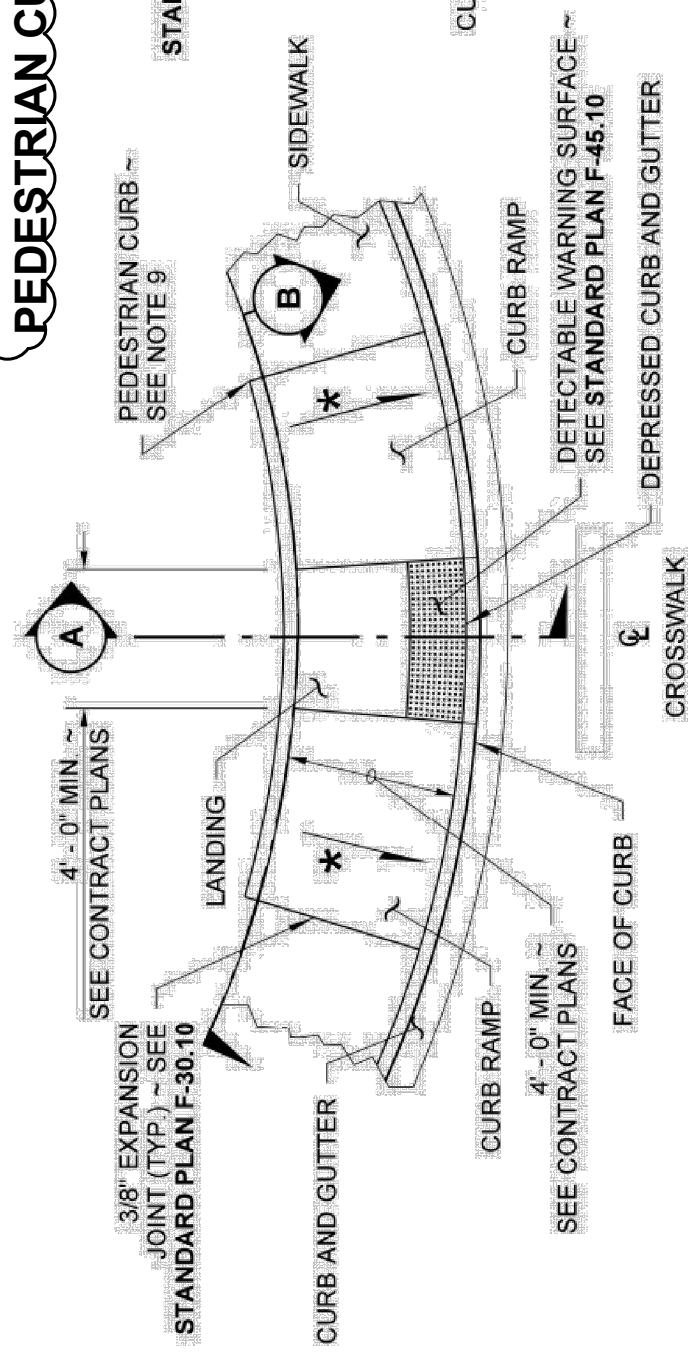 PEDESTRIAN CU
STAI
CU
PEDESTRIAN CURB ~
SEE NOTE 9
SIDEWALK
B
A
4' - 0" MIN. ~
SEE CONTRACT PLANS
LANDING
3/8" EXPANSION
JOINT (TYP.) ~ SEE
STANDARD PLAN F-30.10
CURB AND GUTTER
*
*
CURB RAMP
4' - 0" MIN. ~
SEE CONTRACT PLANS
FACE OF CURB
CURB RAMP
DETECTABLE WARNING SURFACE ~
SEE STANDARD PLAN F-45.10
DEPRESSED CURB AND GUTTER
℄
CROSSWALK